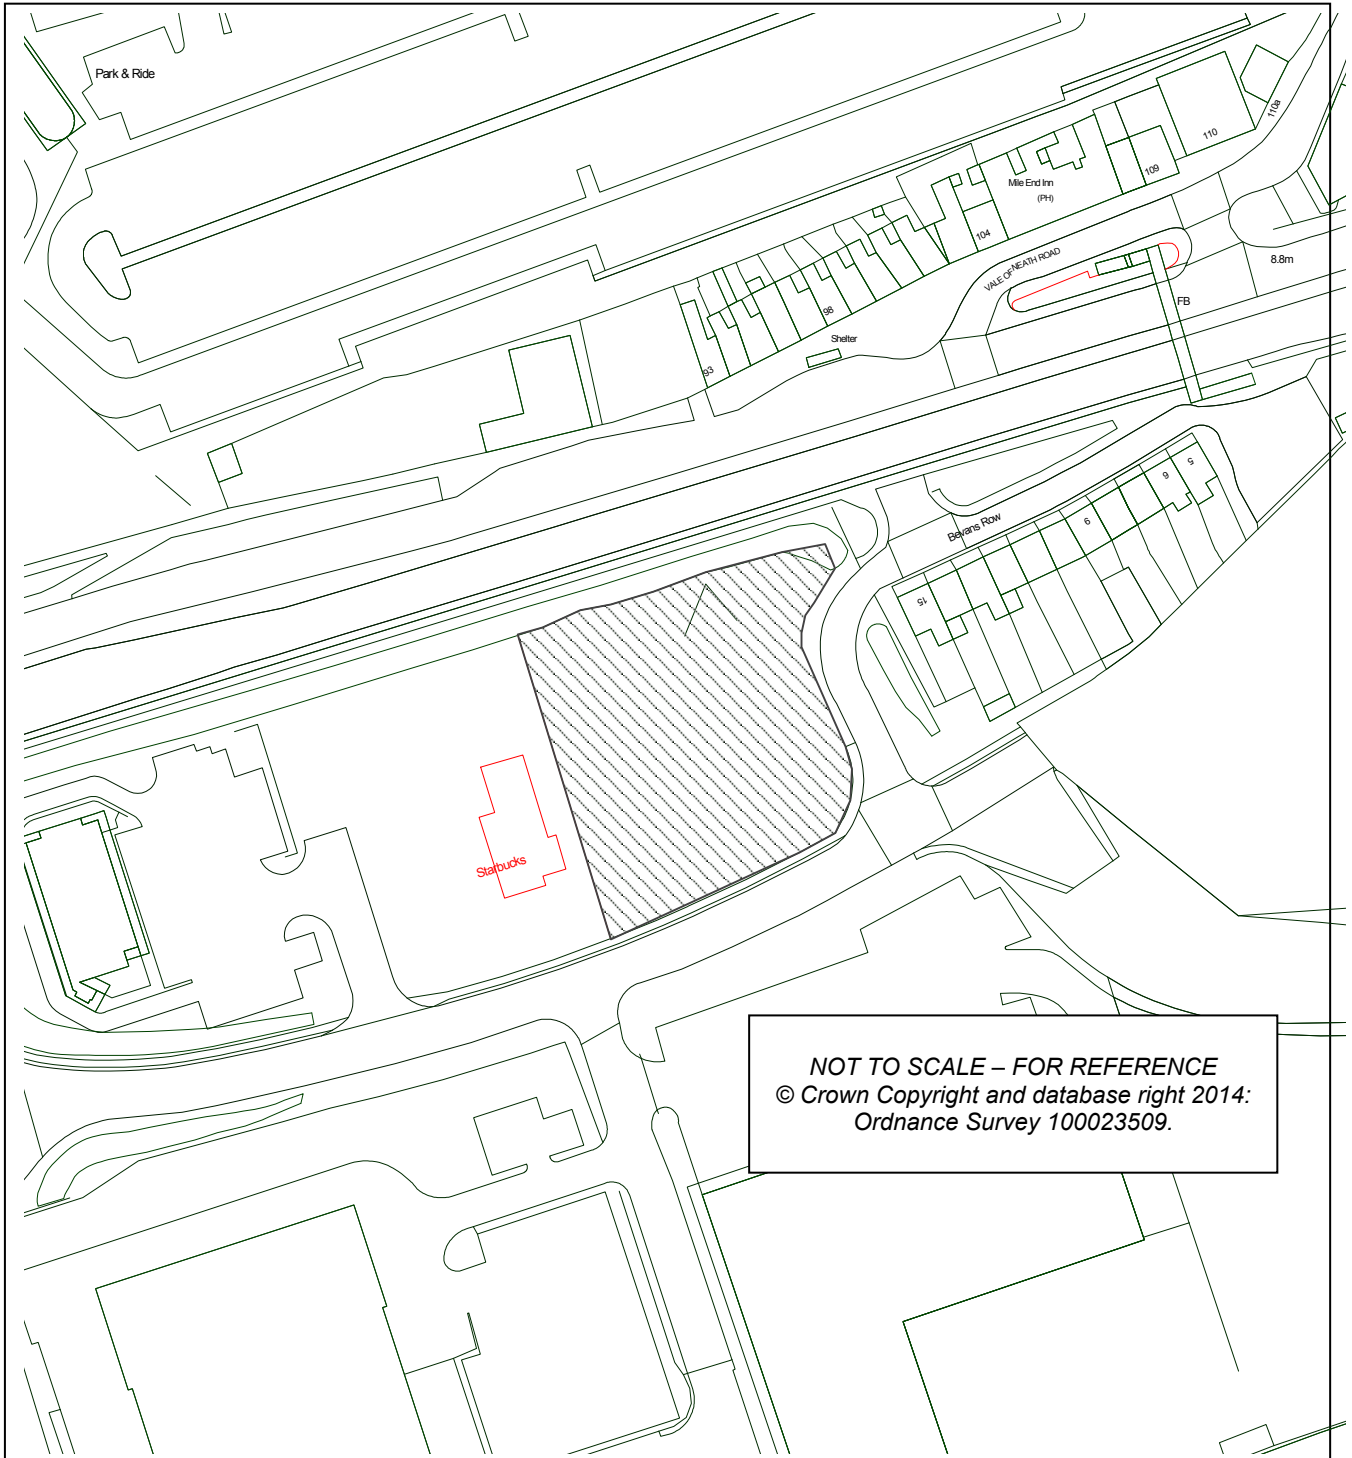 Park & Ride
110a
110
109
Mile End Inn
(PH)
104
VALE OF NEATH ROAD
8.8m
FB
98
Shelter
93
5
6
9
Bevans Row
15
Starbucks
NOT TO SCALE – FOR REFERENCE
© Crown Copyright and database right 2014:
Ordnance Survey 100023509.